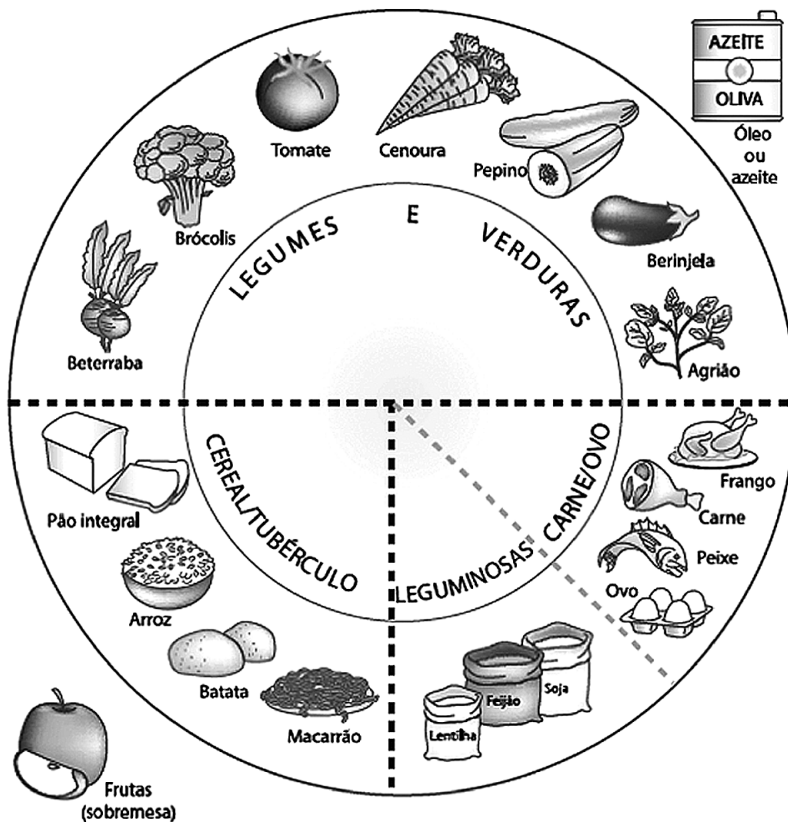 AZEITE
OLIVA
Óleo
ou
azeite
Tomate
Cenoura
Pepino
Brócolis
Berinjela
Beterraba
Agrião
LEGUMES E VERDURAS
CEREAL/TUBÉRCULO
LEGUMINOSAS
CARNE/OVO
Pão integral
Arroz
Batata
Macarrão
Frango
Carne
Peixe
Ovo
Soja
Feijão
Lentilha
Frutas
(sobremesa)